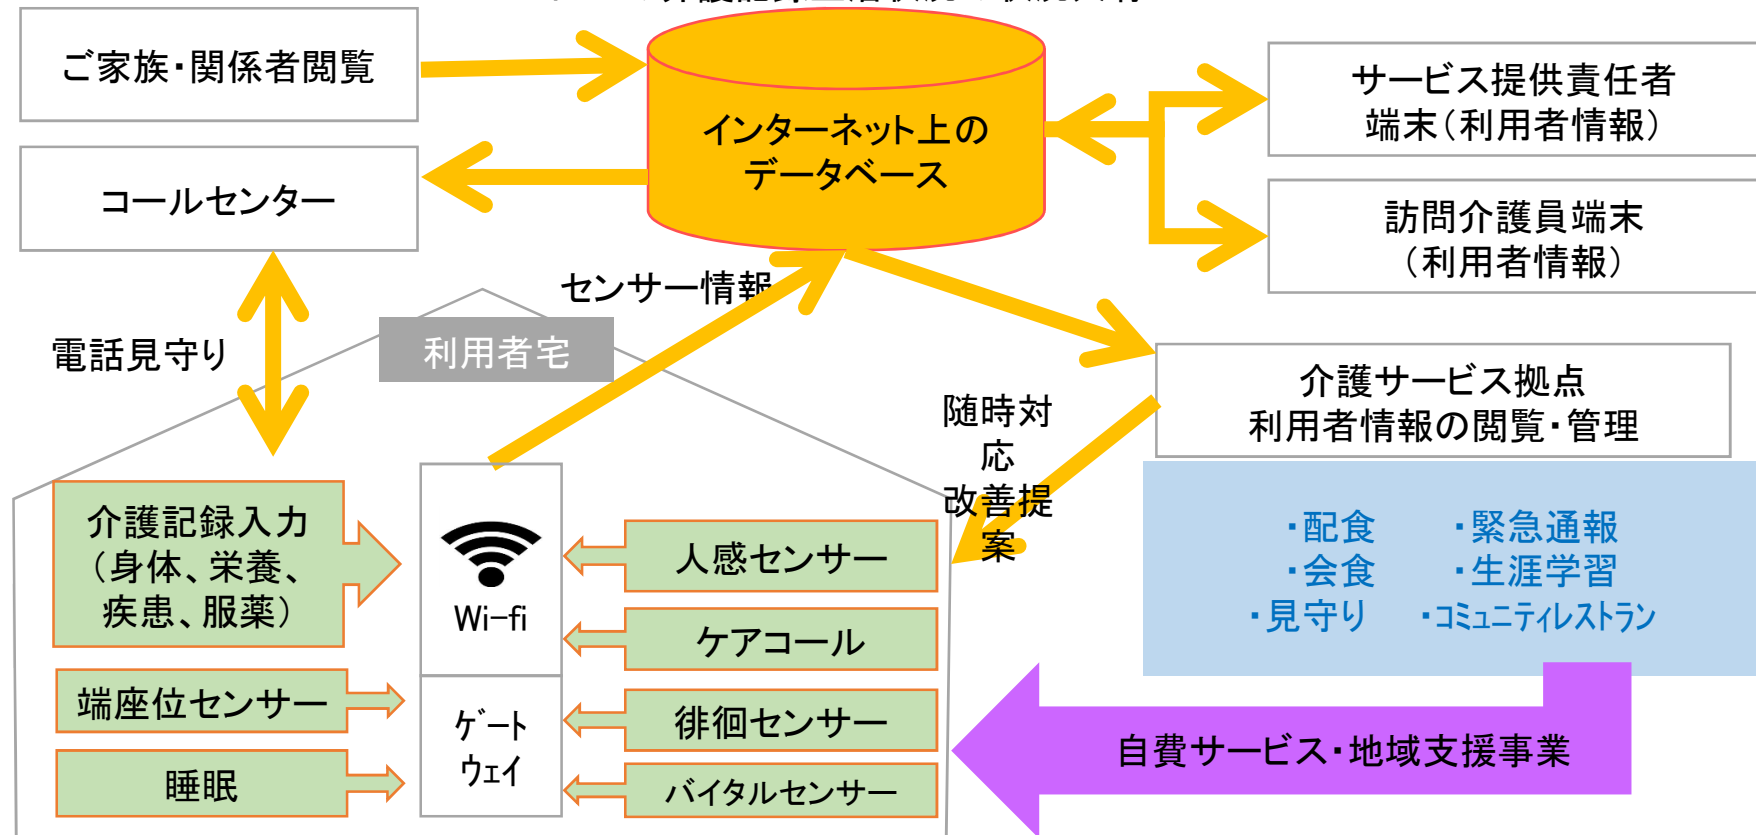 ご家族・関係者閲覧
コールセンター
インターネット上の
データベース
サービス提供責任者
端末（利用者情報）
訪問介護員端末
（利用者情報）
センサー情報
電話見守り
利用者宅
介護サービス拠点
利用者情報の閲覧・管理
随時対
応
改善提
案
介護記録入力
（身体、栄養、
疾患、服薬）
端座位センサー
睡眠
Wi-fi
ｹﾞｰﾄ
ｳｪｲ
人感センサー
ケアコール
徘徊センサー
バイタルセンサー
・配食　・緊急通報
・会食　・生涯学習
・見守り　・ｺﾐｭﾆﾃｨﾚｽﾄﾗﾝ
自費サービス・地域支援事業